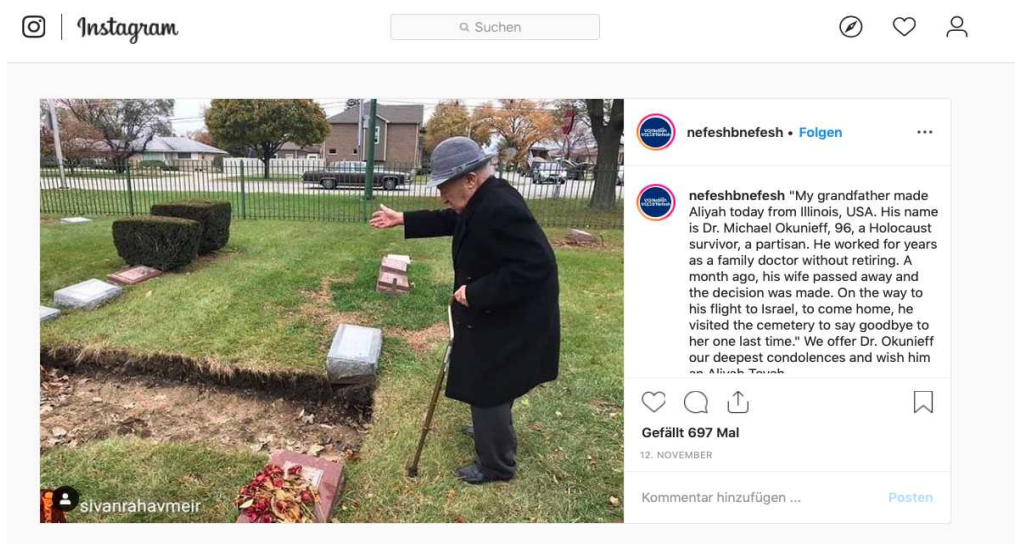 Instagram
Suchen
nefeshbnefesh • Folgen
nefeshbnefesh "My grandfather made
Aliyah today from Illinois, USA. His name
is Dr. Michael Okunieff, 96, a Holocaust
survivor, a partisan. He worked for years
as a family doctor without retiring. A
month ago, his wife passed away and
the decision was made. On the way to
his flight to Israel, to come home, he
visited the cemetery to say goodbye to
her one last time." We offer Dr. Okunieff
our deepest condolences and wish him
an Aliyah Tovah
Gefällt 697 Mal
12. NOVEMBER
Kommentar hinzufügen ...
Posten
sivanrahavmeir